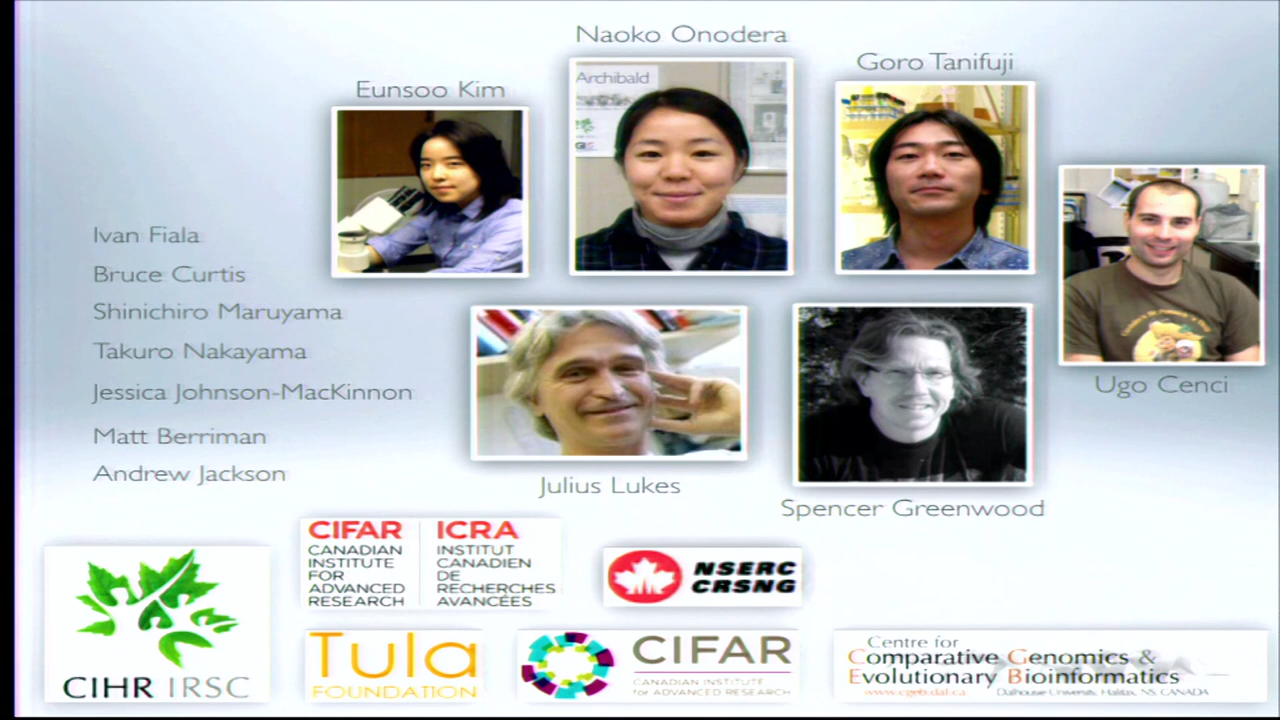 Naoko Onodera
Goro Tanifuji
Eunsoo Kim
Archibald
Ivan Fiala
Bruce Curtis
Shinichiro Maruyama
Takuro Nakayama
Jessica Johnson-MacKinnon
Matt Berriman
Andrew Jackson
Ugo Cenci
Julius Lukes
Spencer Greenwood
CIFAR
CANADIAN
INSTITUTE
FOR
ADVANCED
RESEARCH
ICRA
INSTITUT
CANADIEN
DE
RECHERCHES
AVANCÉES
NSERC
CRSNG
CIHR IRSC
Tula
FOUNDATION
CIFAR
CANADIAN INSTITUTE
for ADVANCED RESEARCH
Centre for
Comparative Genomics &
Evolutionary Bioinformatics
www.cgeb.dal.ca Dalhousie University, Halifax, NS, CANADA